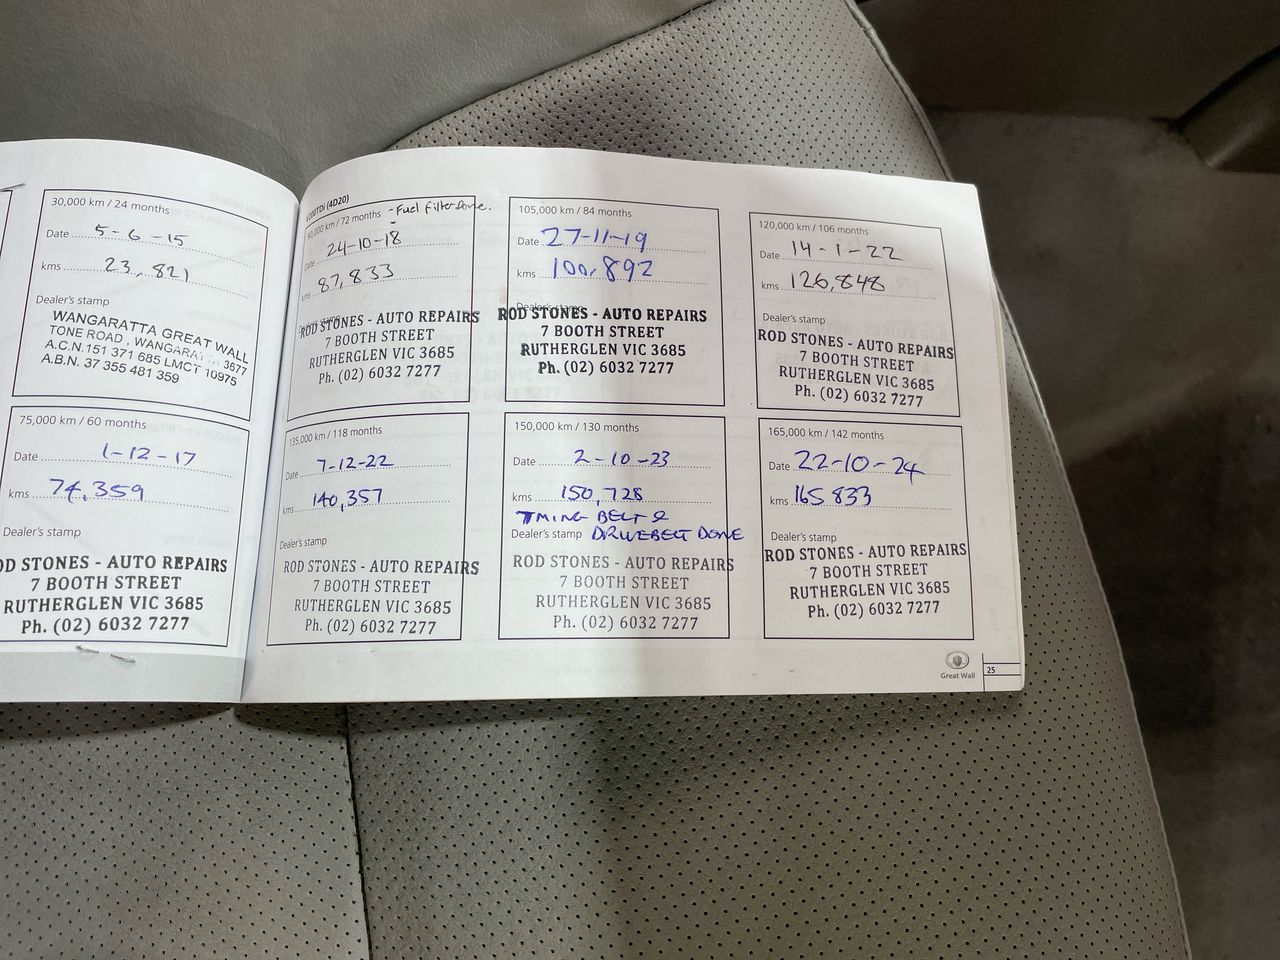 30,000 km / 24 months
Date 5-6-15
kms 23,821
Dealer's stamp
WANGARATTA GREAT WALL
TONE ROAD, WANGARA 3677
A.C.N.151 371 685 LMCT 10975
A.B.N. 37 355 481 359
75,000 km / 60 months
Date 1-12-17
kms 74,359
Dealer's stamp
OD STONES - AUTO REPAIRS
7 BOOTH STREET
RUTHERGLEN VIC 3685
Ph. (02) 6032 7277
(4D20)
,000 km / 72 months - Fuel filter Done.
Date 24-10-18
kms 87,833
Dealer's stamp
ROD STONES - AUTO REPAIRS
7 BOOTH STREET
RUTHERGLEN VIC 3685
Ph. (02) 6032 7277
105,000 km / 84 months
Date 27-11-19
kms 100,892
Dealer's stamp
ROD STONES - AUTO REPAIRS
7 BOOTH STREET
RUTHERGLEN VIC 3685
Ph. (02) 6032 7277
120,000 km / 106 months
Date 14-1-22
kms 126,848
Dealer's stamp
ROD STONES - AUTO REPAIRS
7 BOOTH STREET
RUTHERGLEN VIC 3685
Ph. (02) 6032 7277
135,000 km / 118 months
Date 7-12-22
kms 140,357
Dealer's stamp
ROD STONES - AUTO REPAIRS
7 BOOTH STREET
RUTHERGLEN VIC 3685
Ph. (02) 6032 7277
150,000 km / 130 months
Date 2-10-23
kms 150,728
TMING BELT &
Dealer's stamp DRIVEBELT DONE
ROD STONES - AUTO REPAIRS
7 BOOTH STREET
RUTHERGLEN VIC 3685
Ph. (02) 6032 7277
165,000 km / 142 months
Date 22-10-24
kms 165833
Dealer's stamp
ROD STONES - AUTO REPAIRS
7 BOOTH STREET
RUTHERGLEN VIC 3685
Ph. (02) 6032 7277
Great Wall
25